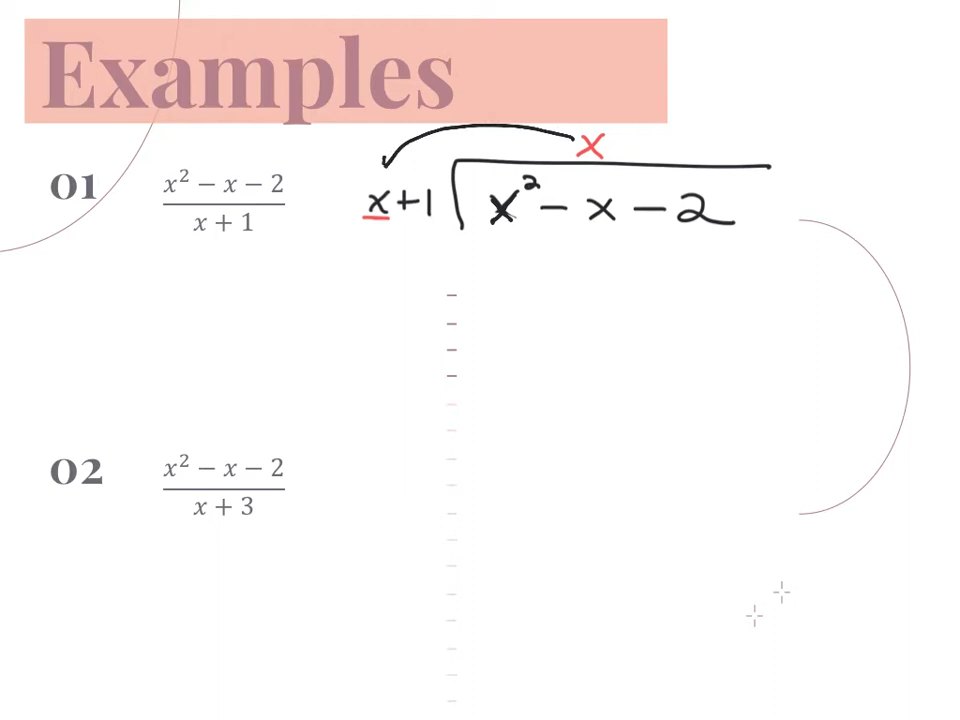 Examples
x
01 x² − x − 2 x+1 x² − x − 2
x + 1
02 x² − x − 2
x + 3